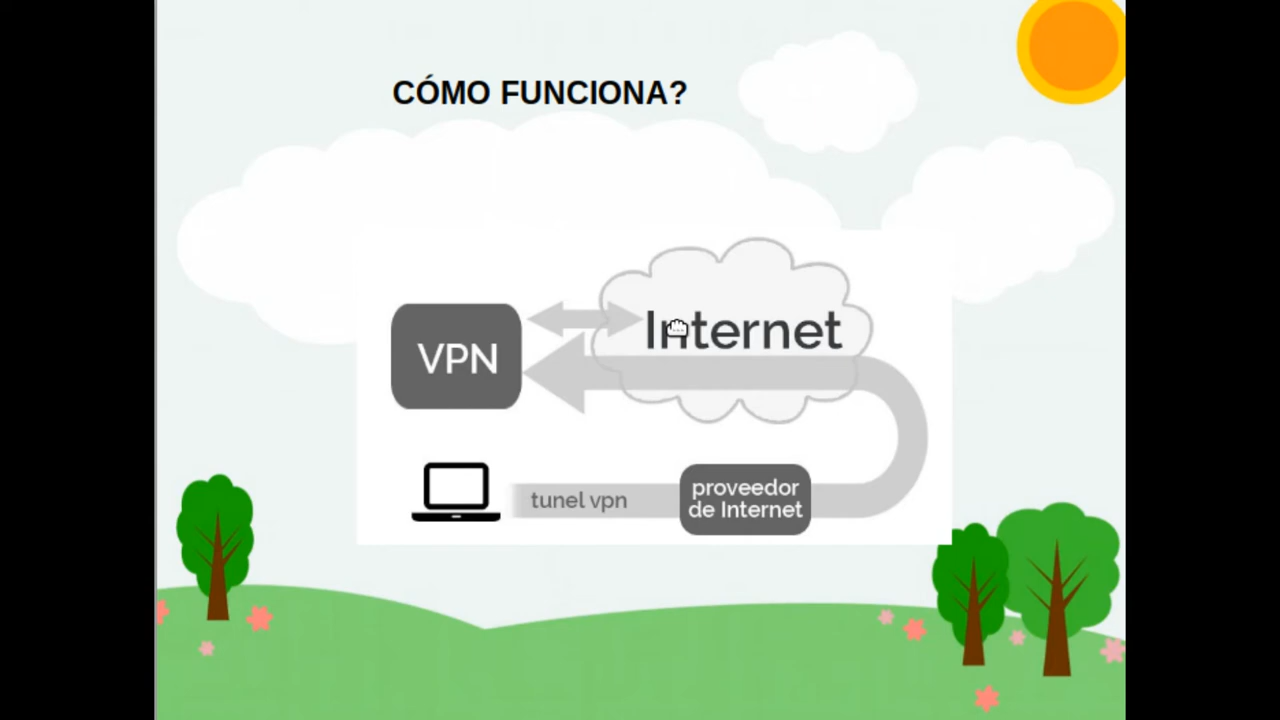 CÓMO FUNCIONA?
Internet
VPN
tunel vpn
proveedor
de Internet